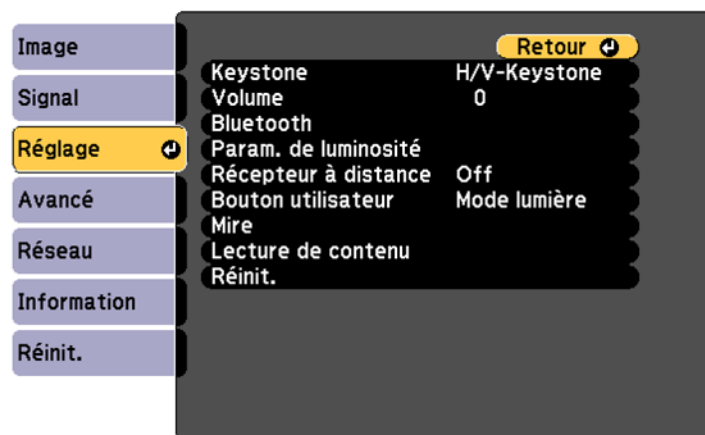 Image
Signal
Réglage
Avancé
Réseau
Information
Réinit.
Retour
Keystone H/V-Keystone
Volume 0
Bluetooth
Param. de luminosité
Récepteur à distance Off
Bouton utilisateur Mode lumière
Mire
Lecture de contenu
Réinit.